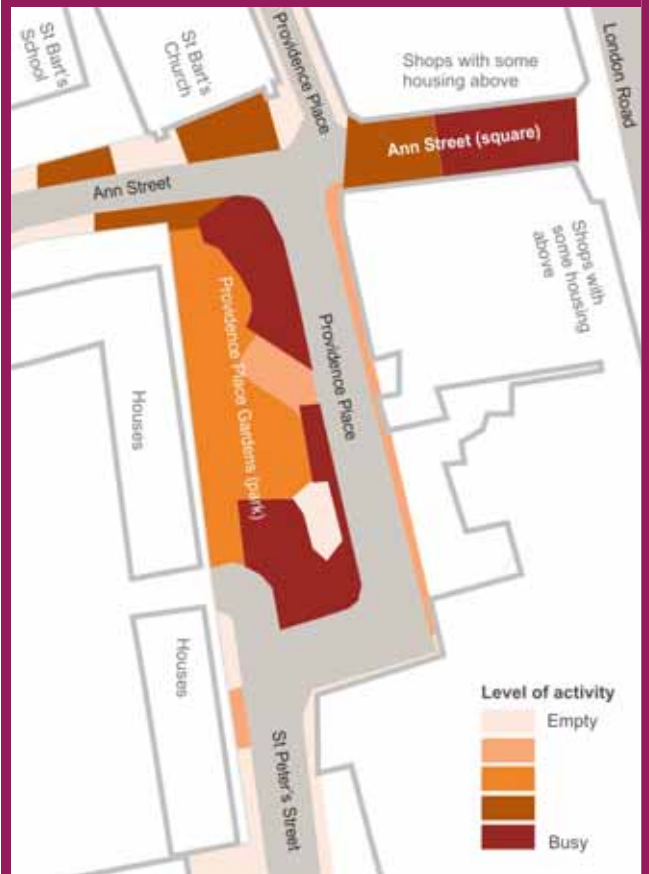 St Bart's
School
St Bart's
Church
Providence Place
London Road
Shops with some
housing above
Ann Street (square)
Ann Street
Shops with
some housing
above
Providence Place Gardens (park)
Providence Place
Houses
Houses
St Peter's Street
Level of activity
Empty
Busy